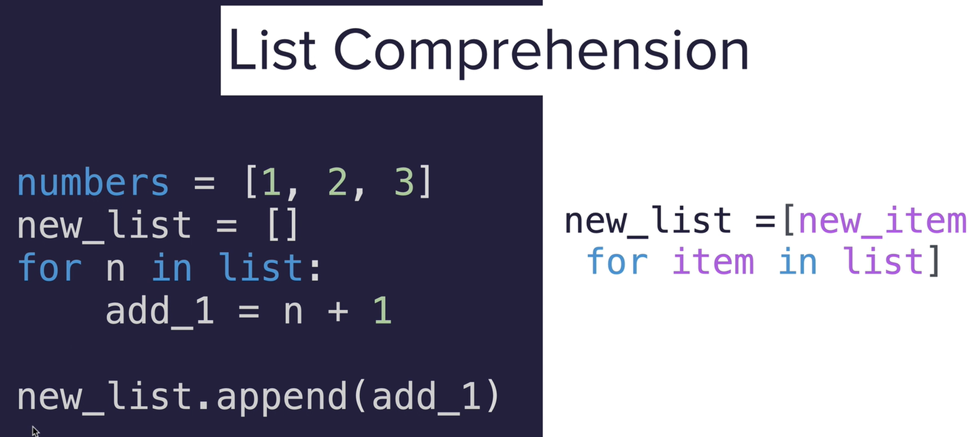 List Comprehension
numbers = [1, 2, 3]
new_list = []
for n in list:
    add_1 = n + 1
new_list.append(add_1)
new_list =[new_item
for item in list]